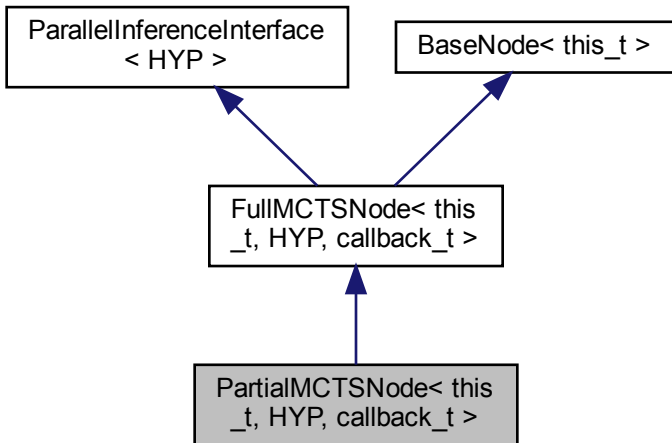 ParallelInferenceInterface
< HYP >
BaseNode< this_t >
FullMCTSNode< this
_t, HYP, callback_t >
PartialMCTSNode< this
_t, HYP, callback_t >